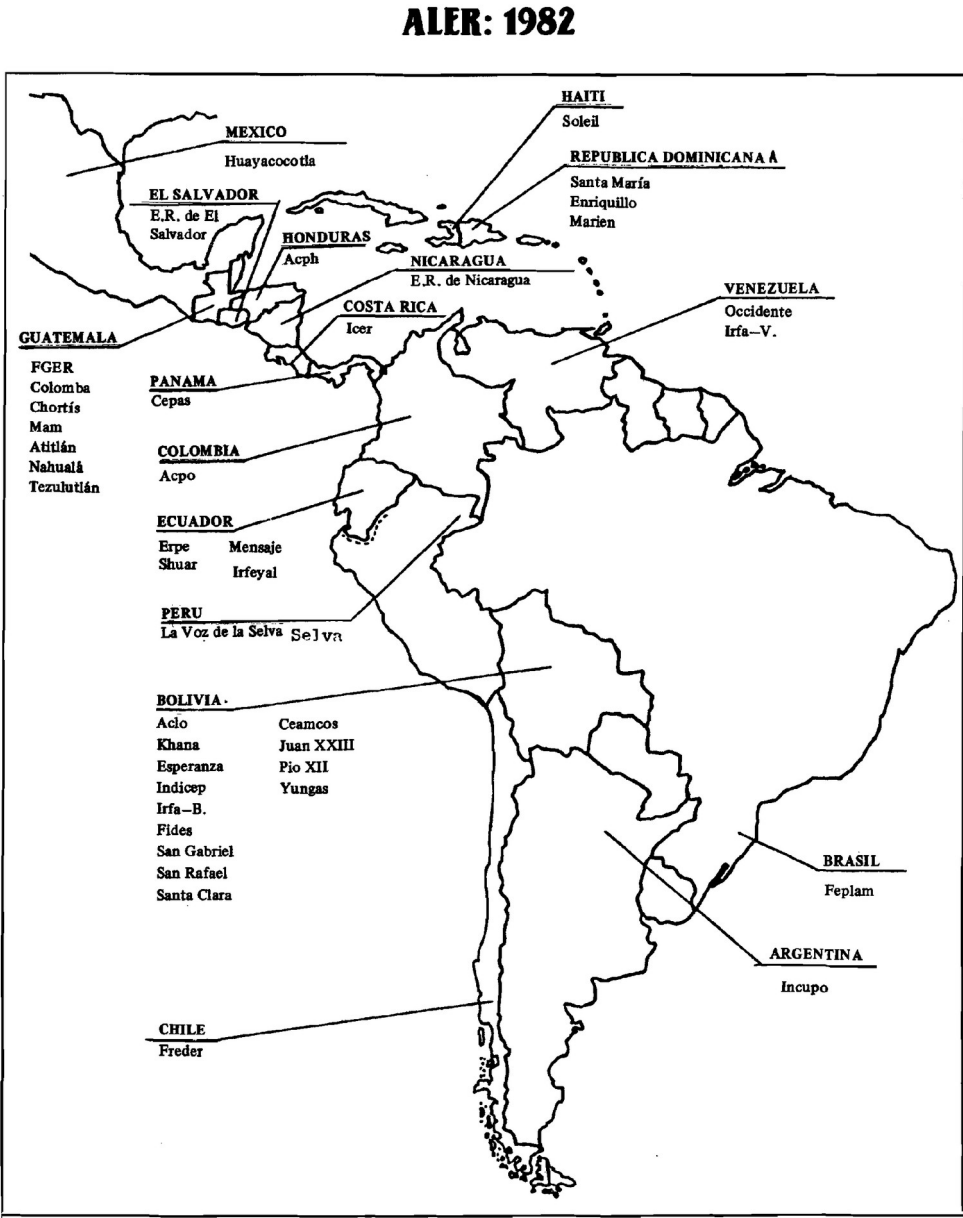 ALER: 1982
HAITI
Soleil
MEXICO
Huayacocotla
REPUBLICA DOMINICANA
Santa María
Enriquillo
Marien
EL SALVADOR
E.R. de El
Salvador
HONDURAS
Acph
NICARAGUA
E.R. de Nicaragua
VENEZUELA
Occidente
Irfa-V.
COSTA RICA
Icer
GUATEMALA
FGER
Colomba
Chortís
Mam
Atitlán
Nahualá
Tezulutlán
PANAMA
Cepas
COLOMBIA
Acpo
ECUADOR
Erpe Mensaje
Shuar Irfeyal
PERU
La Voz de la Selva Selva
BOLIVIA
Aclo Ceamcos
Khana Juan XXIII
Esperanza Pio XII
Indicep Yungas
Irfa-B.
Fides
San Gabriel
San Rafael
Santa Clara
BRASIL
Feplam
ARGENTINA
Incupo
CHILE
Freder